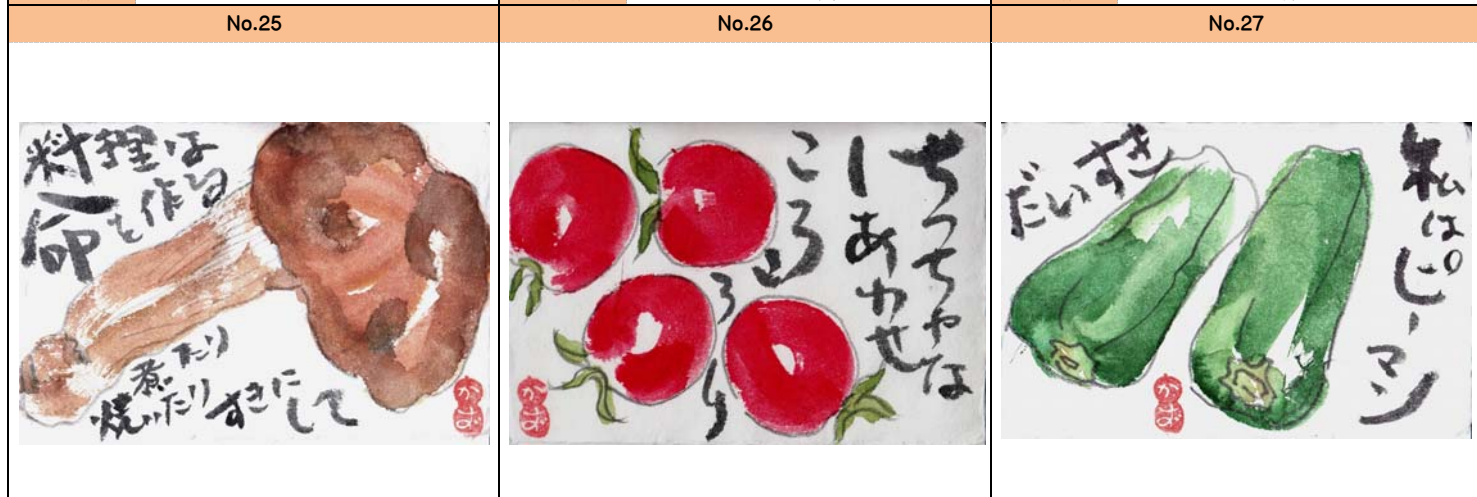 No.25
料理は
命を作る
煮たり
焼いたり
すきにして
No.26
ちっちゃな
しあわせ
ころこ
ろり
No.27
私はピーマン
だいすき